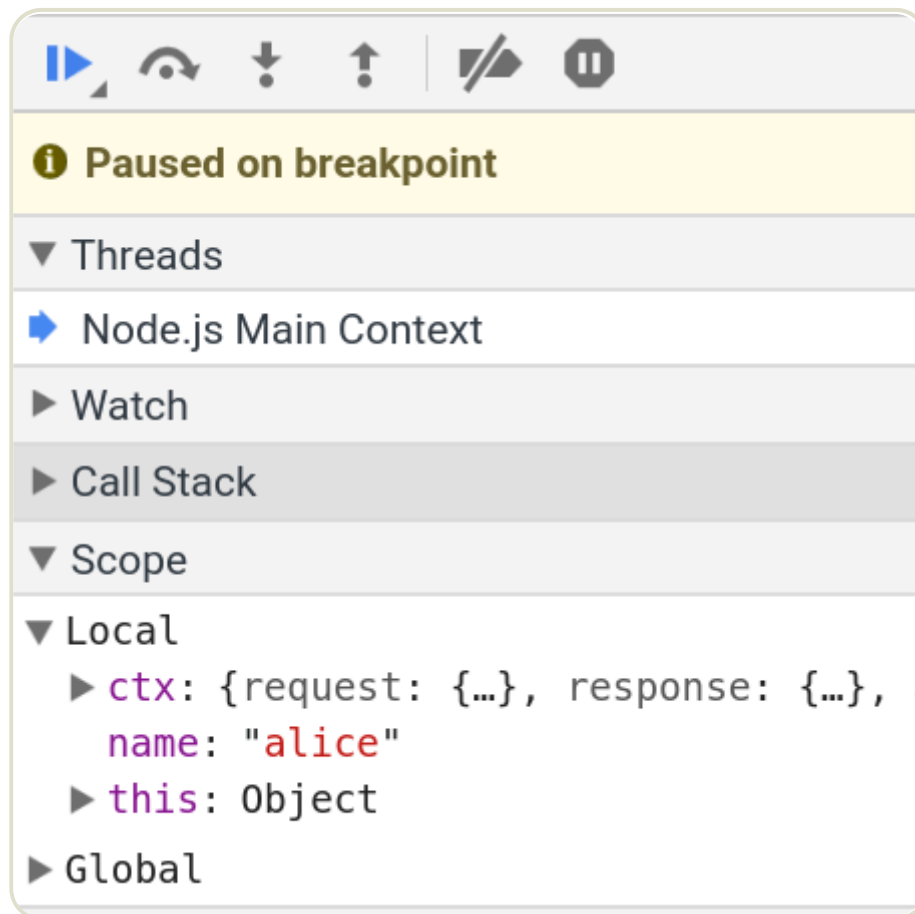 Paused on breakpoint
Threads
Node.js Main Context
Watch
Call Stack
Scope
Local
ctx: {request: {…}, response: {…},
name: "alice"
this: Object
Global